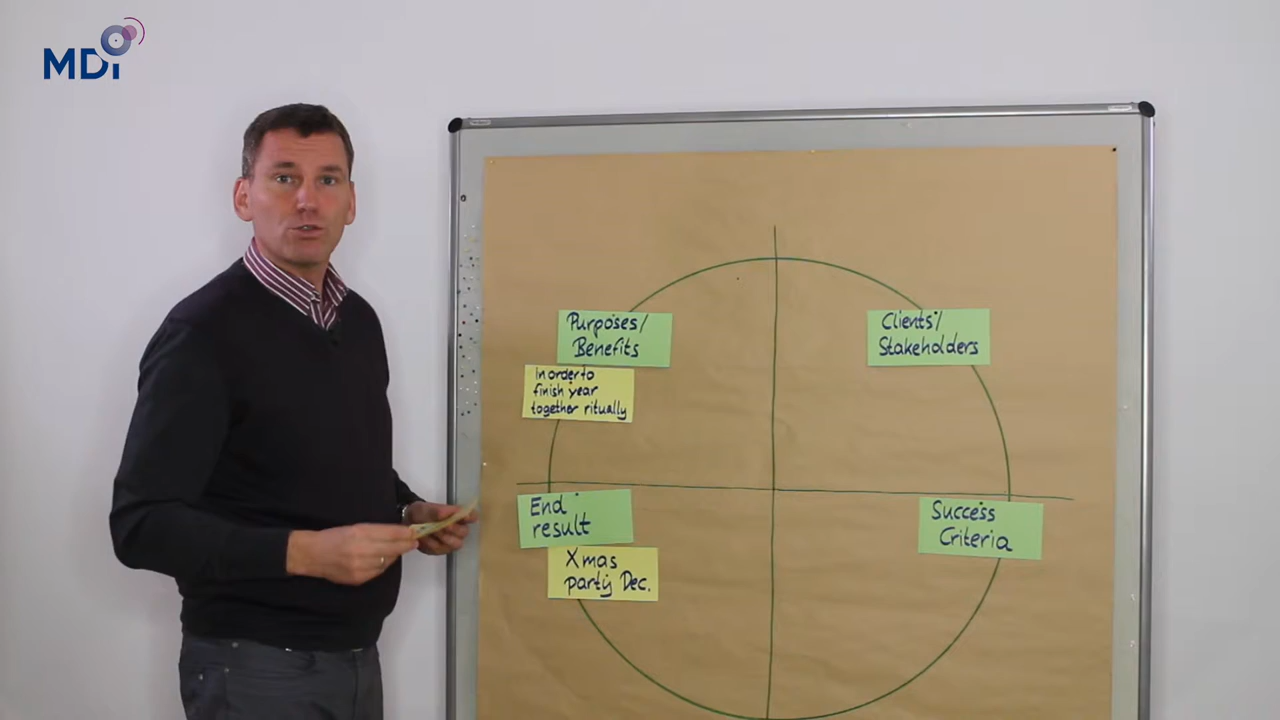 MDI
Purposes/
Benefits
In order to
finish year
together ritually
Clients/
Stakeholders
End
result
Xmas
party Dec.
Success
Criteria